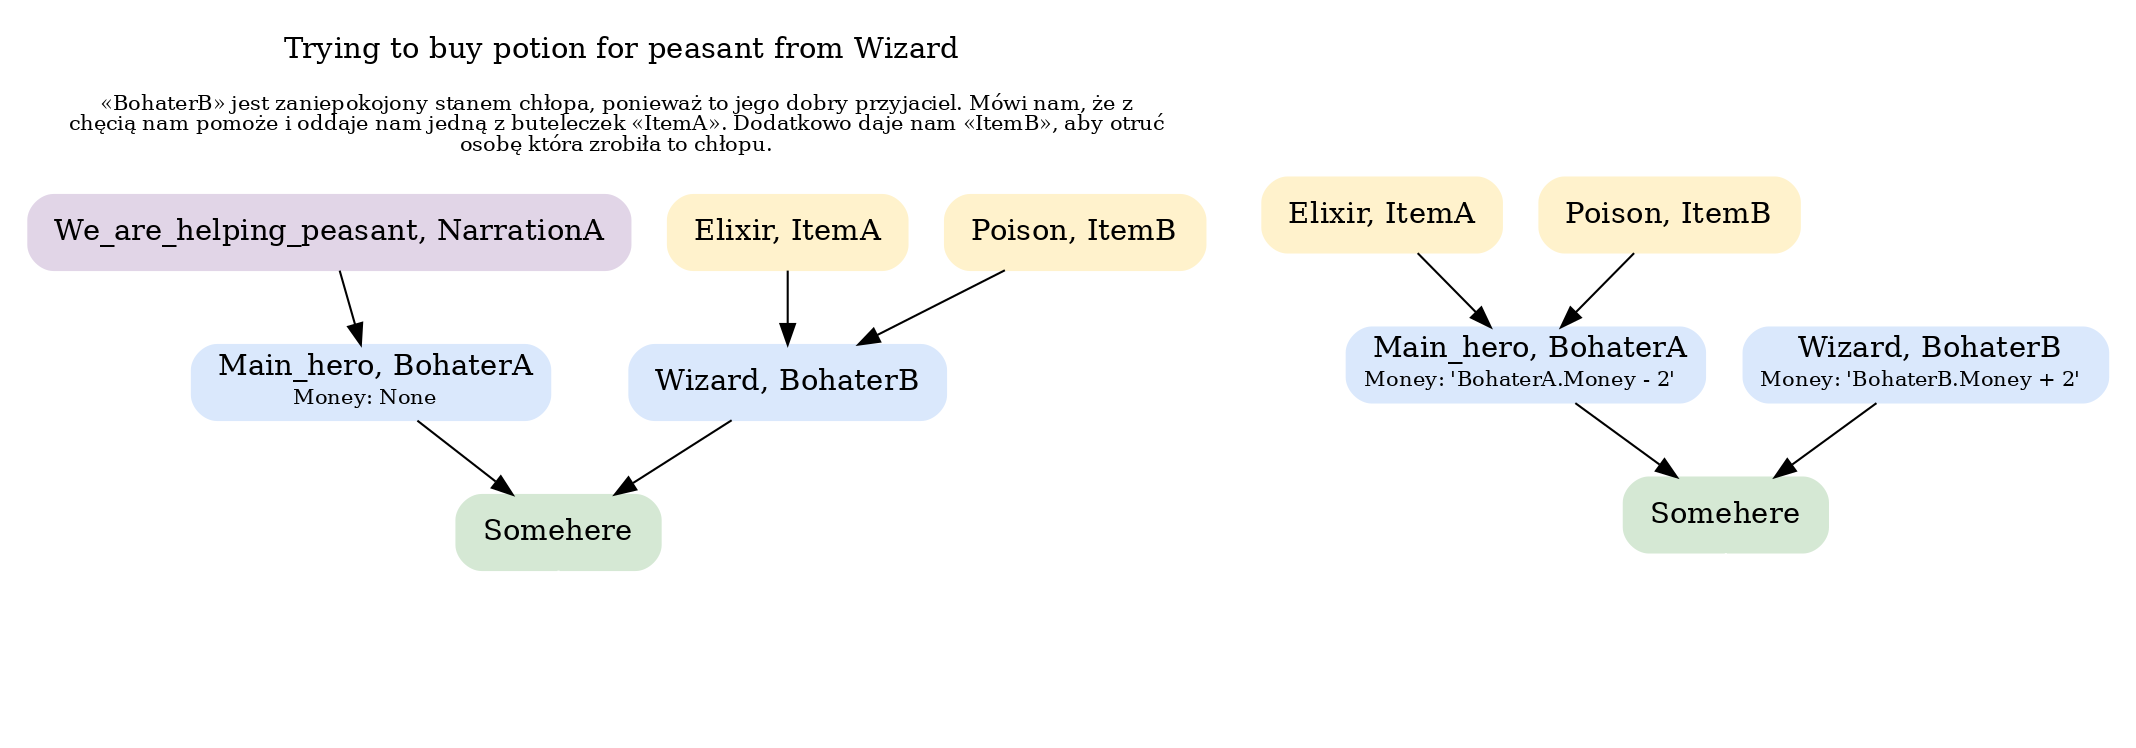 Trying to buy potion for peasant from Wizard
«BohaterB» jest zaniepokojony stanem chłopa, ponieważ to jego dobry przyjaciel. Mówi nam, że z
chęcią nam pomoże i oddaje nam jedną z buteleczek «ItemA». Dodatkowo daje nam «ItemB», aby otruć
osobę która zrobiła to chłopu.
We_are_helping_peasant, NarrationA
Elixir, ItemA
Poison, ItemB
Main_hero, BohaterA
Money: None
Wizard, BohaterB
Somehere
Elixir, ItemA
Poison, ItemB
Main_hero, BohaterA
Money: 'BohaterA.Money - 2'
Wizard, BohaterB
Money: 'BohaterB.Money + 2'
Somehere